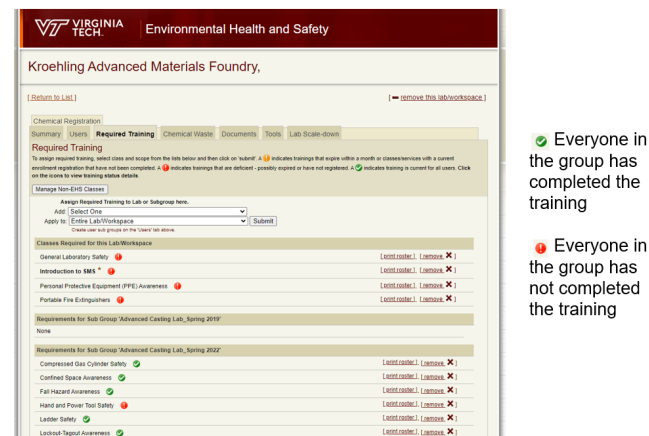 VT VIRGINIA TECH. Environmental Health and Safety
Kroehling Advanced Materials Foundry,
[ Return to List ] [ remove this lab/workspace ]
Chemical Registration
Summary Users Required Training Chemical Waste Documents Tools Lab Scale-down
Required Training
To assign required training, select class and scope from the lists below and then click on 'submit'. A indicates trainings that expire within a month or classes/services with a current
enrollment registration that have not been completed. A indicates trainings that are deficient - possibly expired or have not registered. A indicates training is current for all users. Click
on the icons to view training status details.
Manage Non-EHS Classes
Assign Required Training to Lab or Subgroup here.
Add: Select One
Apply to: Entire Lab/Workspace Submit
Create user sub groups on the 'Users' tab above.
Classes Required for this Lab/Workspace
General Laboratory Safety [ print roster ] [ remove X ]
Introduction to SMS * [ print roster ] [ remove X ]
Personal Protective Equipment (PPE) Awareness [ print roster ] [ remove X ]
Portable Fire Extinguishers [ print roster ] [ remove X ]
Requirements for Sub Group 'Advanced Casting Lab_Spring 2019'
None
Requirements for Sub Group 'Advanced Casting Lab_Spring 2022'
Compressed Gas Cylinder Safety [ print roster ] [ remove X ]
Confined Space Awareness [ print roster ] [ remove X ]
Fall Hazard Awareness [ print roster ] [ remove X ]
Hand and Power Tool Safety [ print roster ] [ remove X ]
Ladder Safety [ print roster ] [ remove X ]
Lockout-Tagout Awareness [ print roster ] [ remove X ]
Everyone in
the group has
completed the
training
Everyone in
the group has
not completed
the training